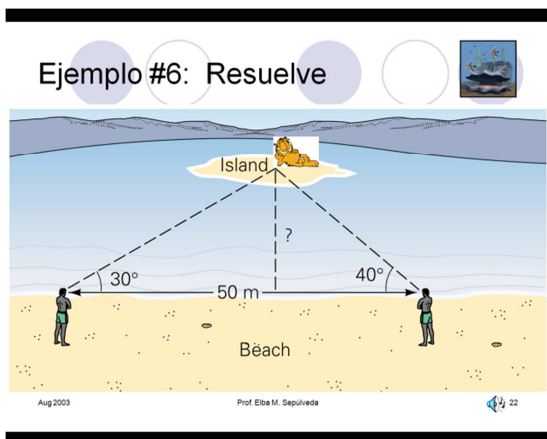 Ejemplo #6: Resuelve
Island
?
30°
40°
50 m
Beach
Aug 2003
Prof. Elba M. Sepúlveda
22